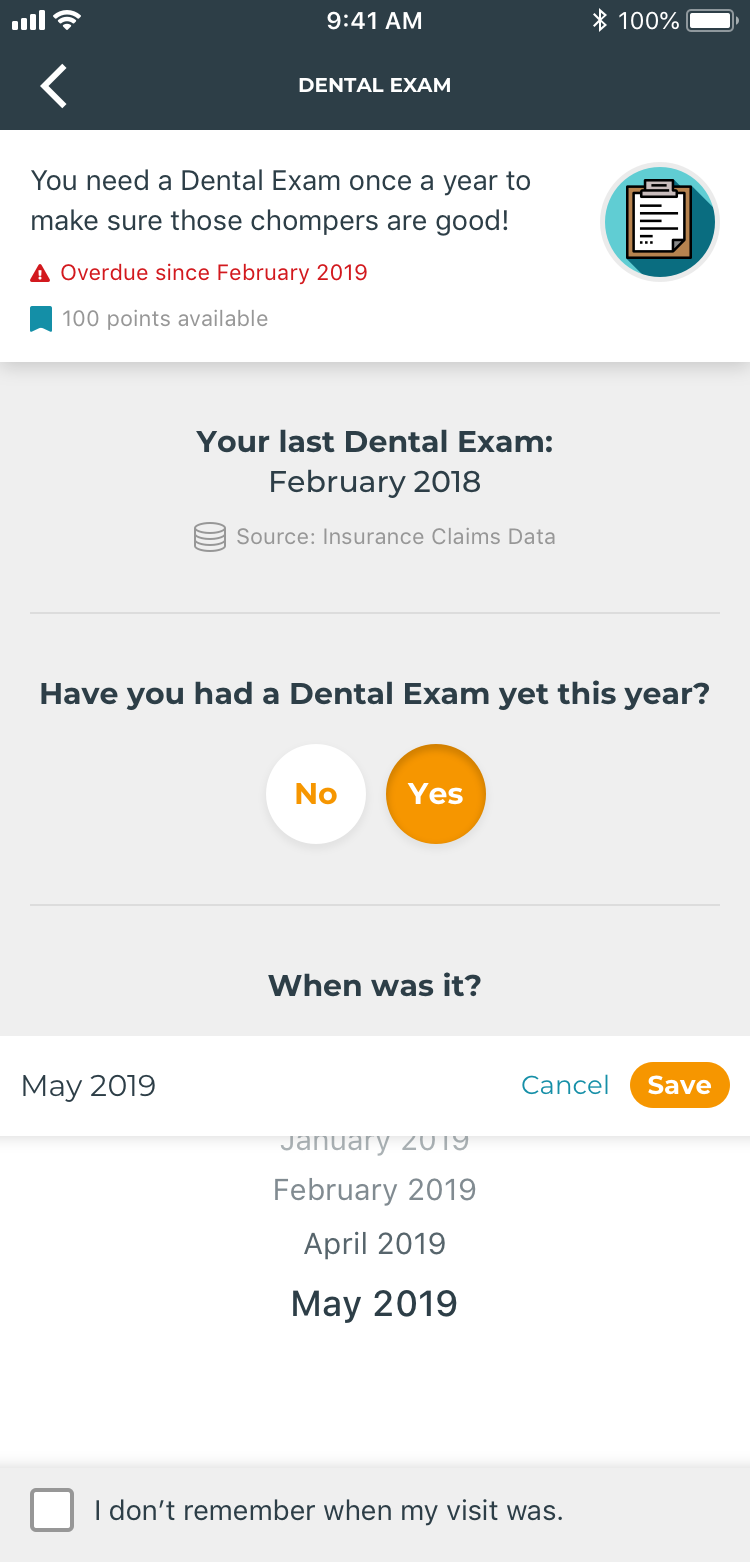 9:41 AM
100%
DENTAL EXAM
You need a Dental Exam once a year to
make sure those chompers are good!
Overdue since February 2019
100 points available
Your last Dental Exam:
February 2018
Source: Insurance Claims Data
Have you had a Dental Exam yet this year?
No
Yes
When was it?
May 2019
Cancel
Save
January 2019
February 2019
April 2019
May 2019
I don’t remember when my visit was.